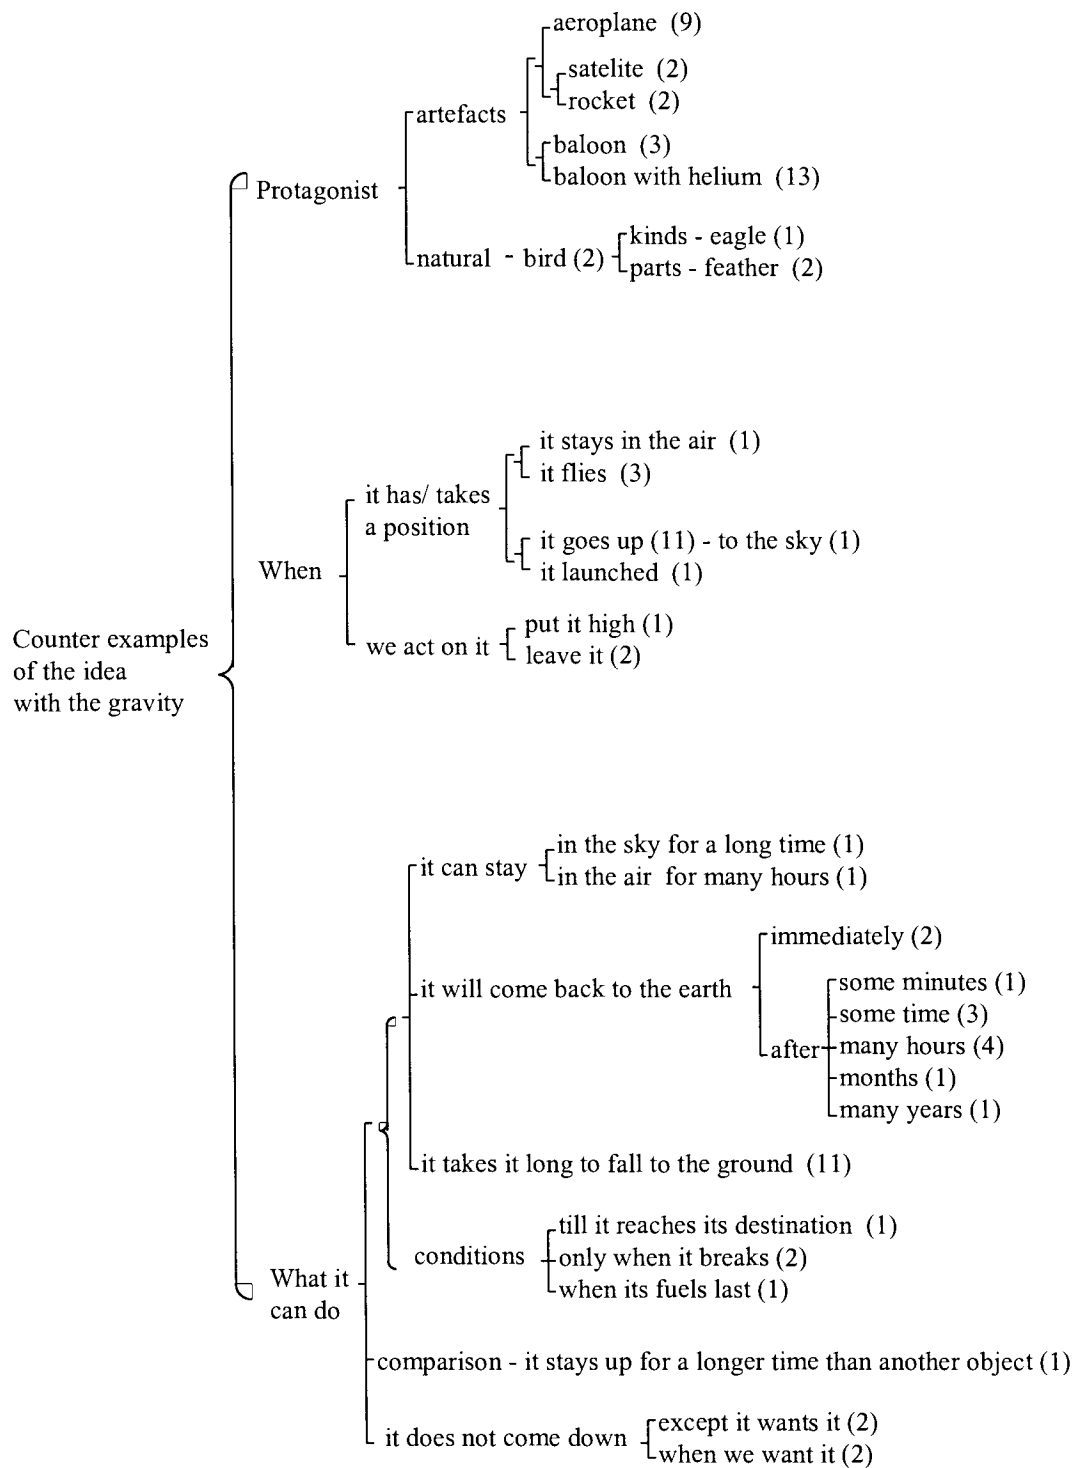 aeroplane (9)
satelite (2)
rocket (2)
artefacts
baloon (3)
baloon with helium (13)
Protagonist
kinds - eagle (1)
natural - bird (2)
parts - feather (2)
it stays in the air (1)
it flies (3)
it has/ takes
a position
it goes up (11) - to the sky (1)
it launched (1)
When
put it high (1)
we act on it
leave it (2)
Counter examples
of the idea
with the gravity
in the sky for a long time (1)
it can stay
in the air for many hours (1)
immediately (2)
it will come back to the earth
some minutes (1)
some time (3)
after
many hours (4)
months (1)
many years (1)
it takes it long to fall to the ground (11)
till it reaches its destination (1)
conditions
only when it breaks (2)
when its fuels last (1)
What it
can do
comparison - it stays up for a longer time than another object (1)
except it wants it (2)
it does not come down
when we want it (2)